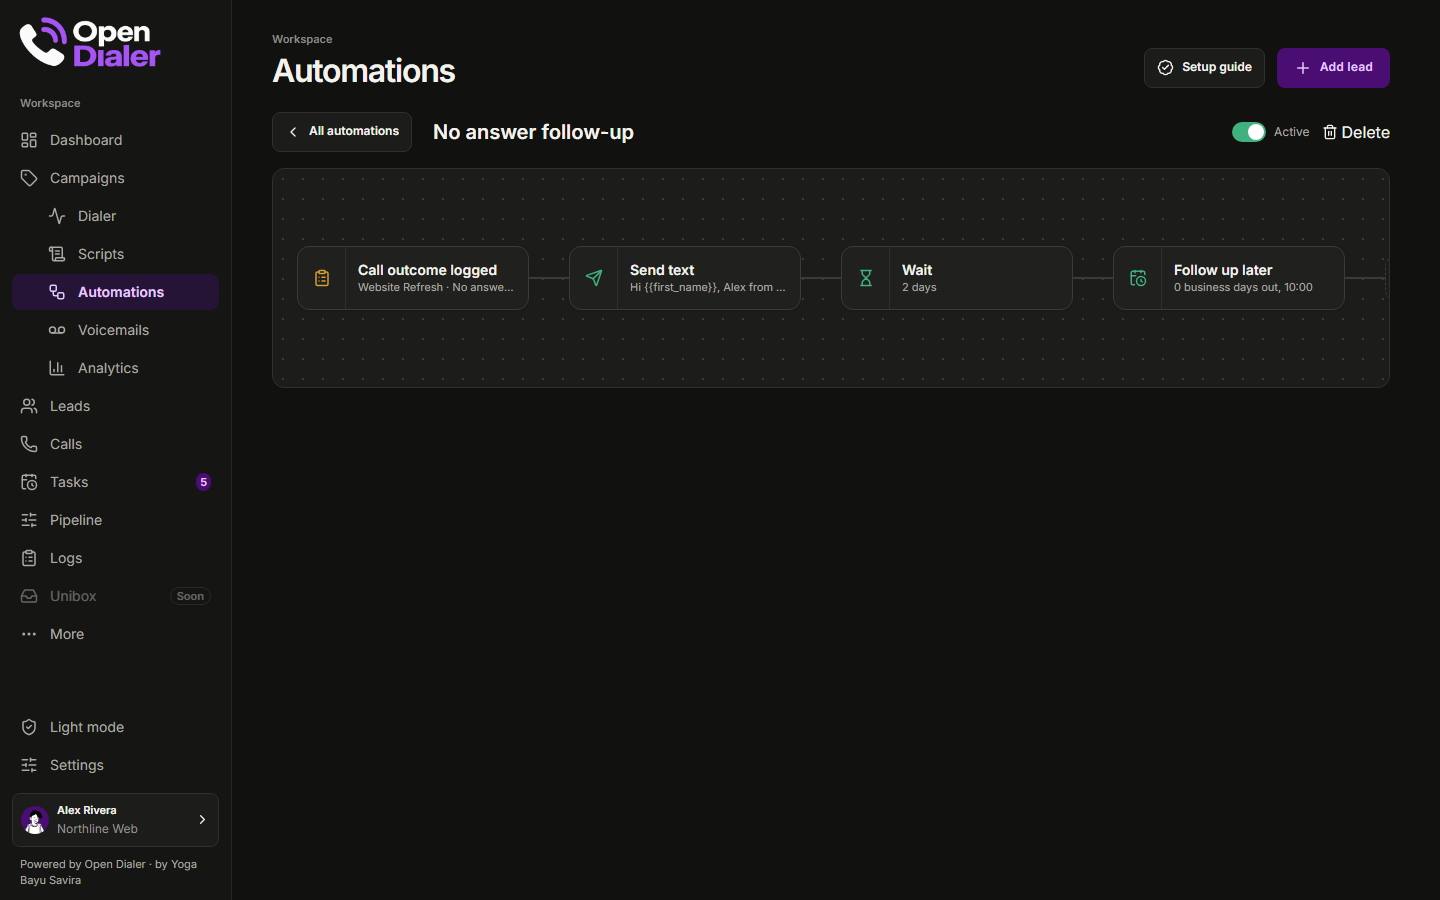 Open
Dialer
Workspace
Dashboard
Campaigns
Dialer
Scripts
Automations
Voicemails
Analytics
Leads
Calls
Tasks 5
Pipeline
Logs
Unibox Soon
More
Light mode
Settings
Alex Rivera
Northline Web
Powered by Open Dialer · by Yoga
Bayu Savira
Workspace
Automations
Setup guide
Add lead
All automations
No answer follow-up
Active
Delete
Call outcome logged
Website Refresh · No answe...
Send text
Hi {{first_name}}, Alex from ...
Wait
2 days
Follow up later
0 business days out, 10:00